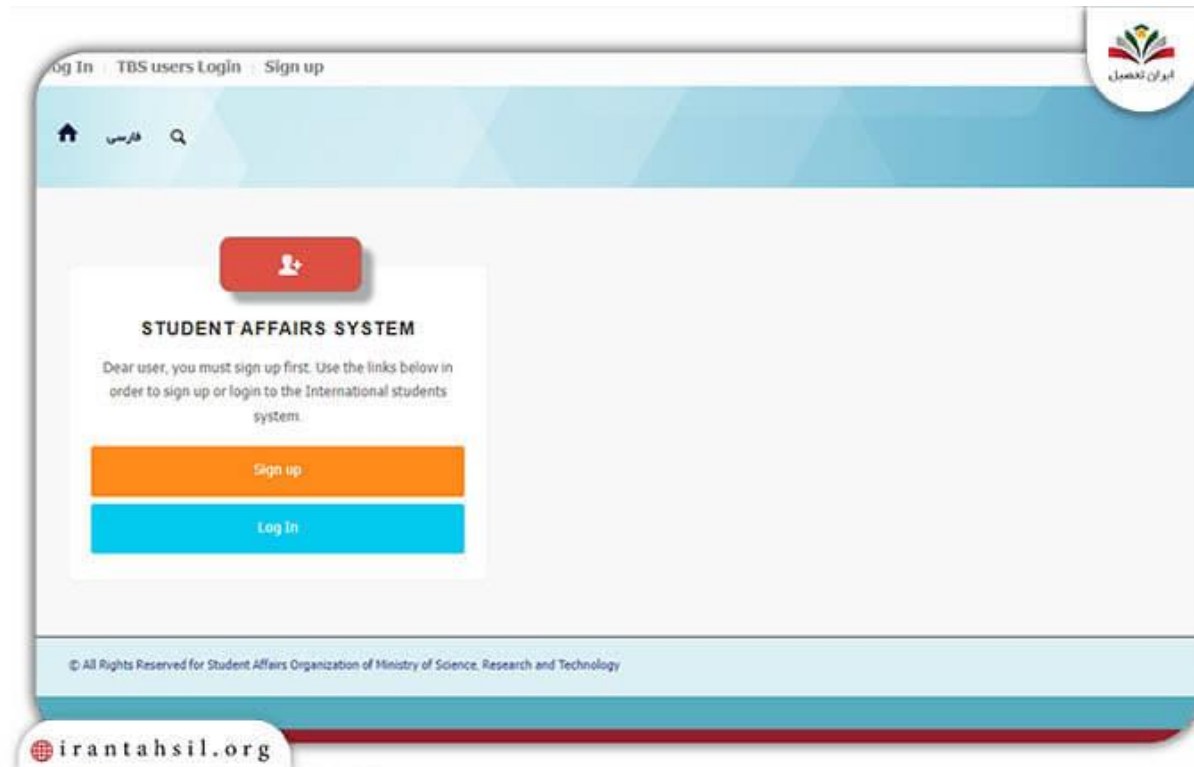 og In TBS users Login Sign up
ایران تحصیل
فارسی
STUDENT AFFAIRS SYSTEM
Dear user, you must sign up first. Use the links below in
order to sign up or login to the International students
system.
Sign up
Log In
© All Rights Reserved for Student Affairs Organization of Ministry of Science, Research and Technology
irantahsil.org